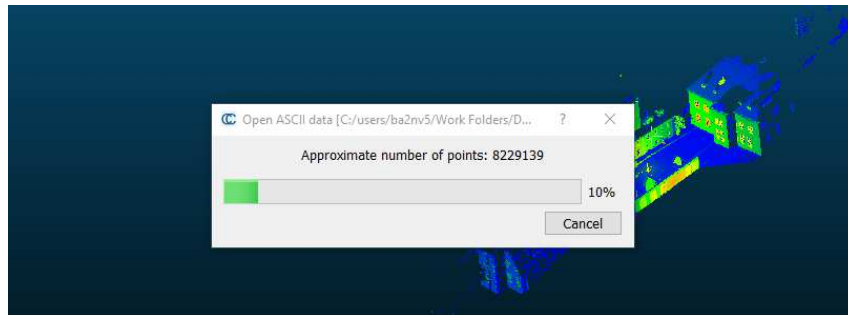 Open ASCII data [C:/users/ba2nv5/Work Folders/D... ?
Approximate number of points: 8229139
10%
Cancel